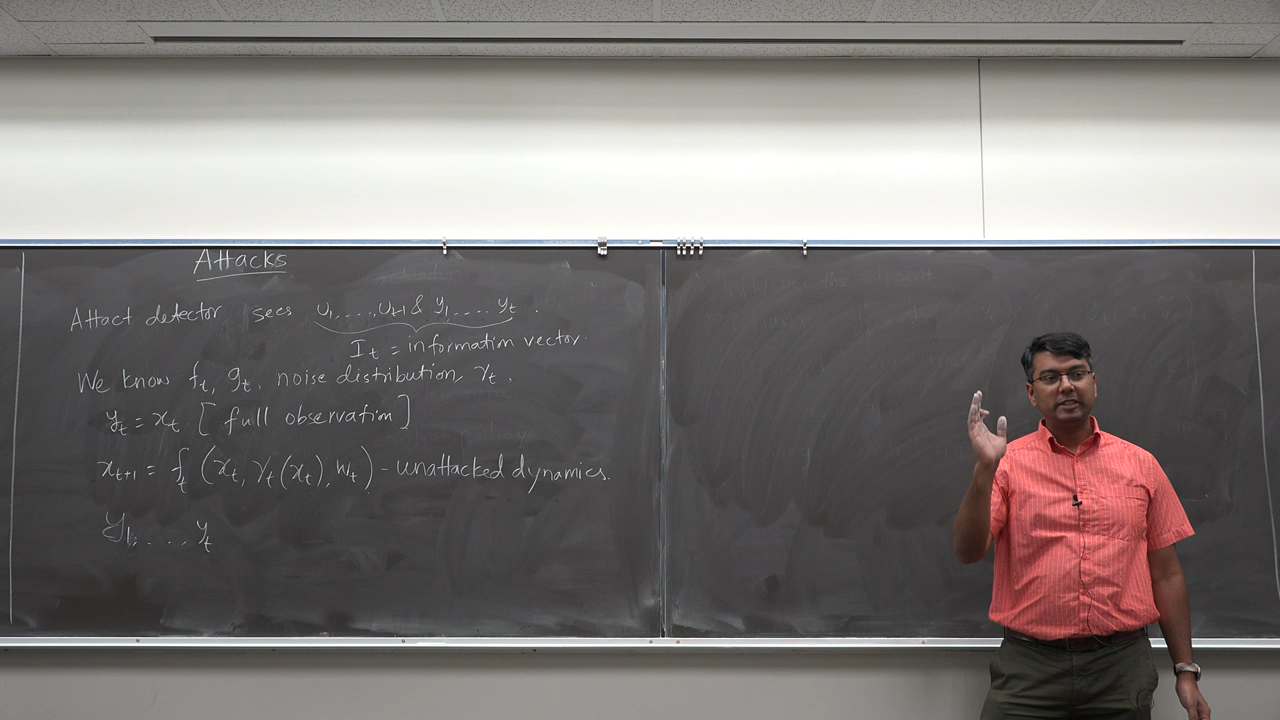 Attacks
Attact detector sees U₁,....,Uₜ₋₁ & y₁,.... yₜ .
Iₜ = information vector.
We know fₜ, gₜ, noise distribution, γₜ,
yₜ = xₜ [ full observation ]
xₜ₊₁ = fₜ (xₜ, γₜ(xₜ), wₜ) - unattacked dynamics.
y₁, . . . yₜ